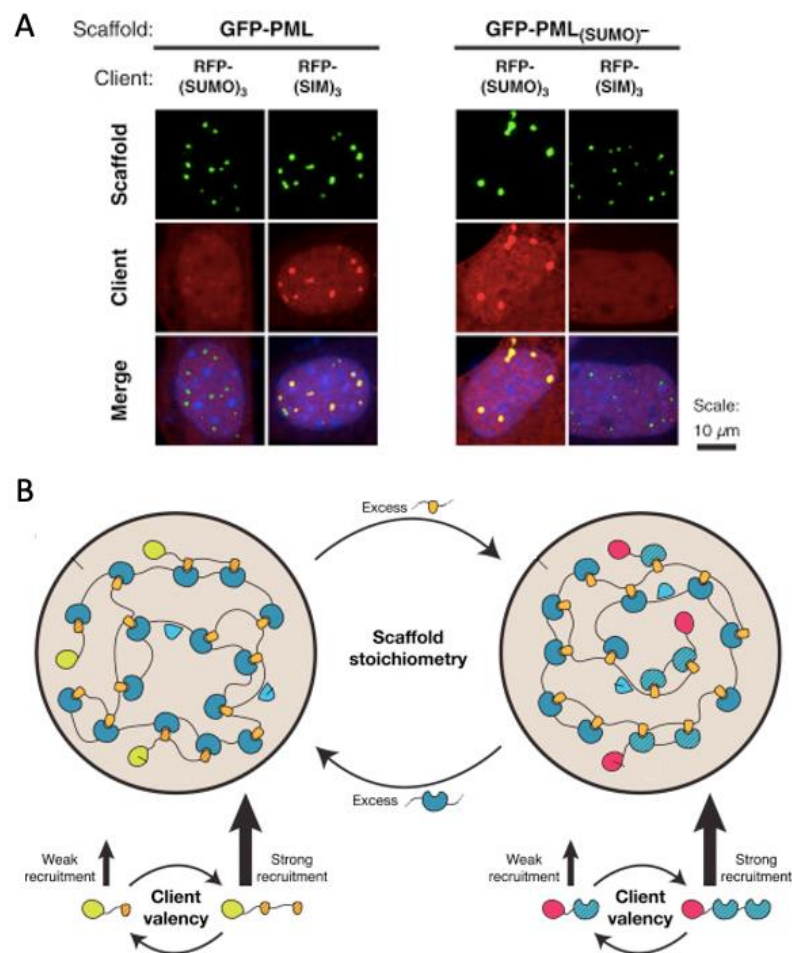 A
Scaffold: GFP-PML GFP-PML(SUMO)–
Client: RFP-(SUMO)3 RFP-(SIM)3 RFP-(SUMO)3 RFP-(SIM)3
Scaffold
Client
Merge
Scale:
10 µm
B
Excess
Scaffold
stoichiometry
Excess
Weak
recruitment
Strong
recruitment
Client
valency
Weak
recruitment
Strong
recruitment
Client
valency